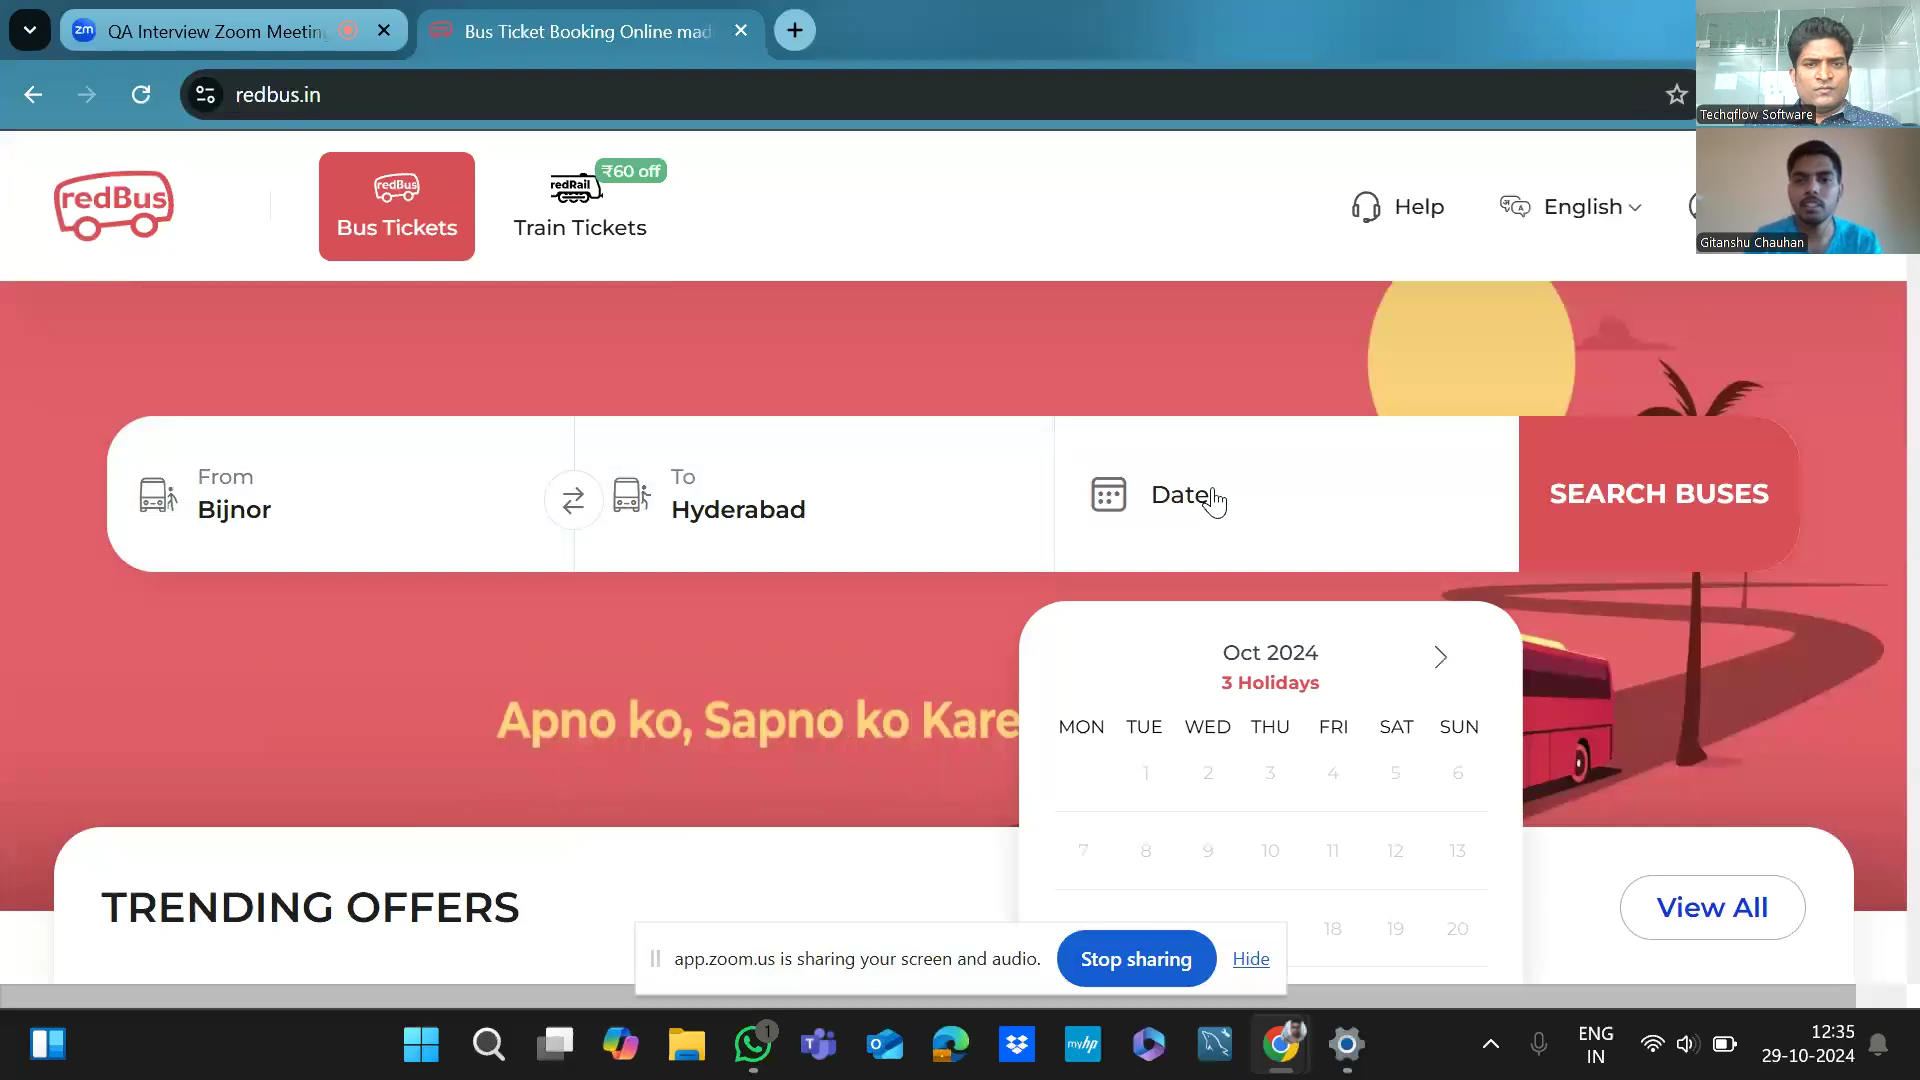 zm QA Interview Zoom Meetin
Bus Ticket Booking Online mad
redbus.in
Techqflow Software
Gitanshu Chauhan
redBus
redBus
Bus Tickets
redRail
₹60 off
Train Tickets
Help
English
From
Bijnor
To
Hyderabad
Date
SEARCH BUSES
Apno ko, Sapno ko Kare
Oct 2024
3 Holidays
MON TUE WED THU FRI SAT SUN
1 2 3 4 5 6
7 8 9 10 11 12 13
18 19 20
TRENDING OFFERS
View All
app.zoom.us is sharing your screen and audio.
Stop sharing
Hide
1
myhp
ENG
IN
12:35
29-10-2024